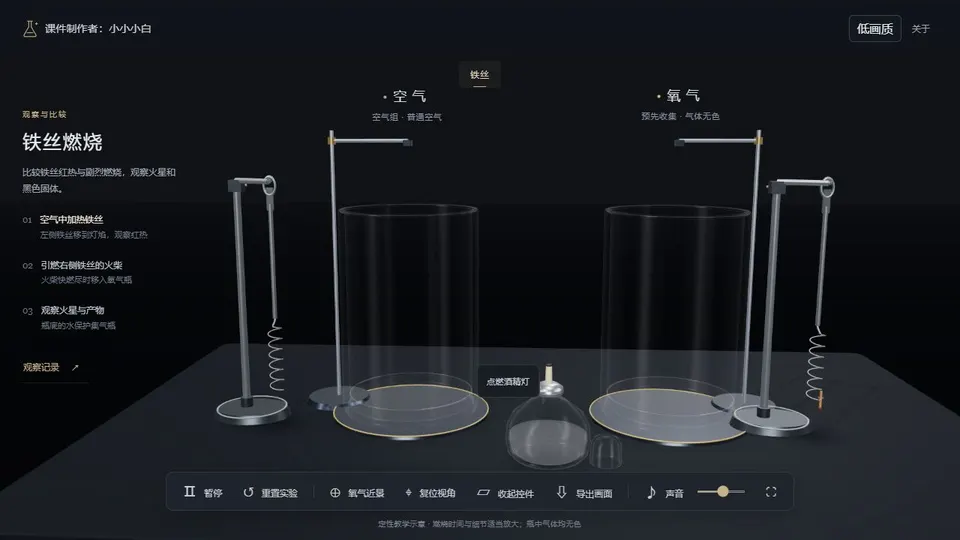 课件制作者：小小小白
低画质
关于
铁丝
空气
空气组 · 普通空气
氧气
预先收集 · 气体无色
观察与比较
铁丝燃烧
比较铁丝红热与剧烈燃烧，观察火星和
黑色固体。
01 空气中加热铁丝
左侧铁丝移到灯焰，观察红热
02 引燃右侧铁丝的火柴
火柴快燃尽时移入氧气瓶
03 观察火星与产物
瓶底的水保护集气瓶
观察记录 ↗
点燃酒精灯
暂停
重置实验
氧气近景
复位视角
收起控件
导出画面
声音
定性教学示意 · 燃烧时间与细节适当放大；瓶中气体均无色